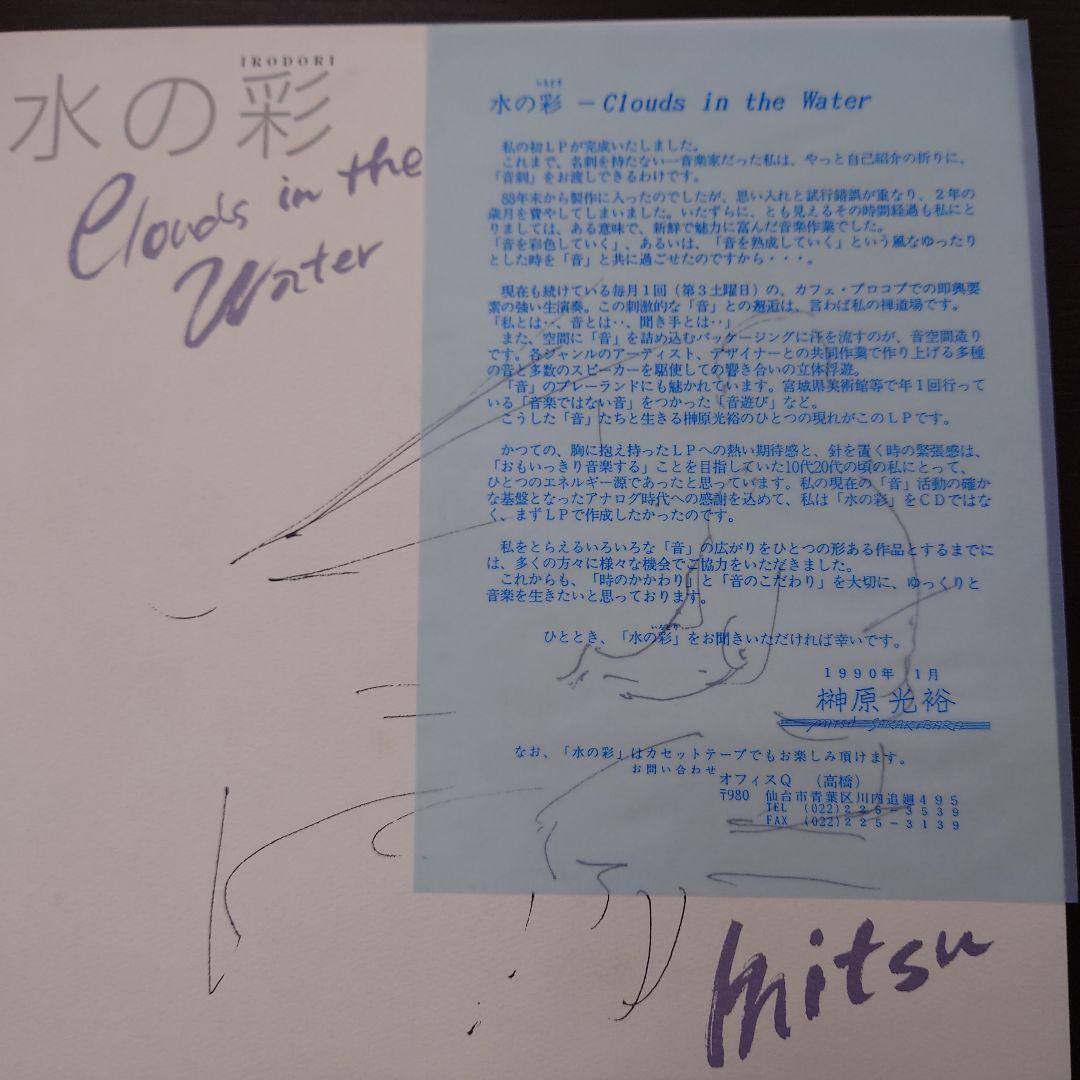 IRODORI
水の彩
Clouds in the
Water
いろどり
水の彩 －Clouds in the Water
私の初ＬＰが完成いたしました。
これまで、名刺を持たない一音楽家だった私は、やっと自己紹介の折りに、
「音刺」をお渡しできるわけです。
88年末から製作に入ったのでしたが、思い入れと試行錯誤が重なり、２年の
歳月を費やしてしまいました。いたずらに、とも見えるその時間経過も私にと
りましては、ある意味で、新鮮で魅力に富んだ音楽作業でした。
「音を彩色していく」、あるいは、「音を熟成していく」という風なゆったり
とした時を「音」と共に過ごせたのですから・・・。
現在も続けている毎月１回（第３土曜日）の、カフェ・プロコブでの即興要
素の強い生演奏。この刺激的な「音」との邂逅は、言わば私の禅道場です。
「私とは‥、音とは‥、聞き手とは‥」
また、空間に「音」を詰め込むパッケージングに汗を流すのが、音空間造り
です。各ジャンルのアーティスト、デザイナーとの共同作業で作り上げる多種
の音と多数のスピーカーを駆使しての響き合いの立体浮遊。
「音」のプレーランドにも魅かれています。宮城県美術館等で年１回行って
いる「音楽ではない音」をつかった「音遊び」など。
こうした「音」たちと生きる榊原光裕のひとつの現れがこのＬＰです。
かつての、胸に抱え持ったＬＰへの熱い期待感と、針を置く時の緊張感は、
「おもいっきり音楽する」ことを目指していた10代20代の頃の私にとって、
ひとつのエネルギー源であったと思っています。私の現在の「音」活動の確か
な基盤となったアナログ時代への感謝を込めて、私は「水の彩」をＣＤではな
く、まずＬＰで作成したかったのです。
私をとらえるいろいろな「音」の広がりをひとつの形ある作品とするまでに
は、多くの方々に様々な機会でご協力をいただきました。
これからも、「時のかかわり」と「音のこだわり」を大切に、ゆっくりと
音楽を生きたいと思っております。
いろどり
ひととき、「水の彩」をお聞きいただければ幸いです。
１９９０年 １月
榊原光裕
MITSU SAKAKIBARA
なお、「水の彩」はカセットテープでもお楽しみ頂けます。
お問い合わせ
オフィスＱ （高橋）
〒980 仙台市青葉区川内追廻４９５
TEL (022)２２５－３５３９
FAX (022)２２５－３１３９
Mitsu